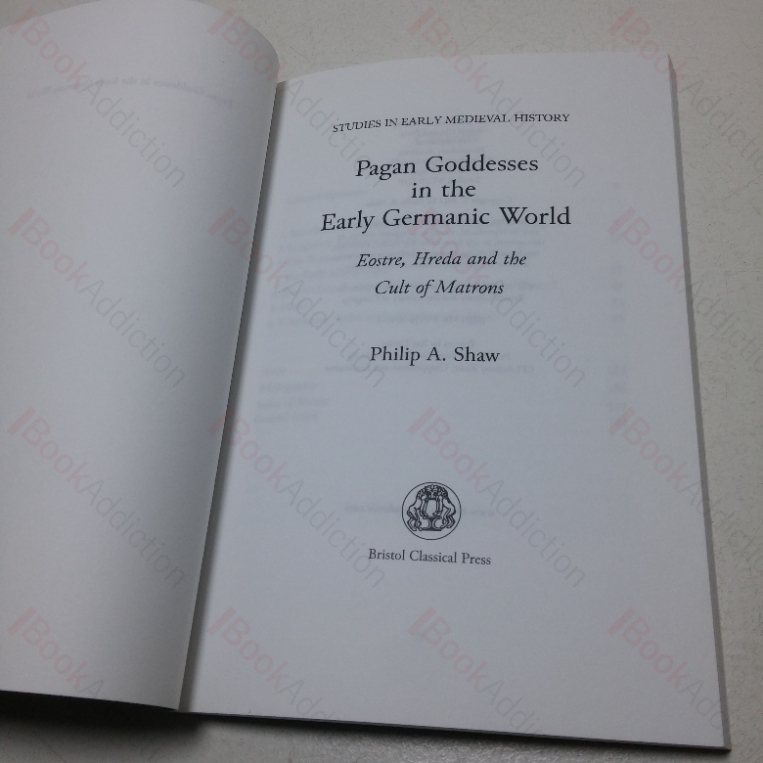 STUDIES IN EARLY MEDIEVAL HISTORY
Pagan Goddesses
in the
Early Germanic World
Eostre, Hreda and the
Cult of Matrons
Philip A. Shaw
Bristol Classical Press
BookAddiction